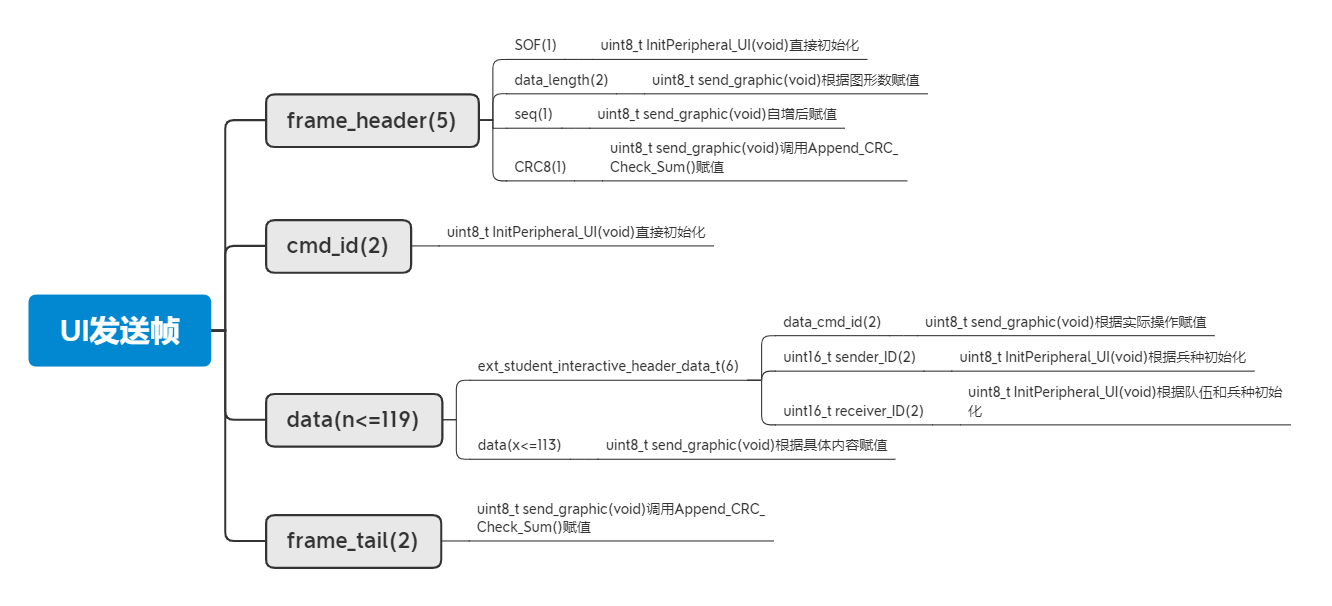 UI发送帧
frame_header(5)
SOF(1)
uint8_t InitPeripheral_UI(void)直接初始化
data_length(2)
uint8_t send_graphic(void)根据图形数赋值
seq(1)
uint8_t send_graphic(void)自增后赋值
CRC8(1)
uint8_t send_graphic(void)调用Append_CRC_
Check_Sum()赋值
cmd_id(2)
uint8_t InitPeripheral_UI(void)直接初始化
data(n<=119)
ext_student_interactive_header_data_t(6)
data_cmd_id(2)
uint8_t send_graphic(void)根据实际操作赋值
uint16_t sender_ID(2)
uint8_t InitPeripheral_UI(void)根据兵种初始化
uint16_t receiver_ID(2)
uint8_t InitPeripheral_UI(void)根据队伍和兵种初始
化
data(x<=113)
uint8_t send_graphic(void)根据具体内容赋值
frame_tail(2)
uint8_t send_graphic(void)调用Append_CRC_
Check_Sum()赋值